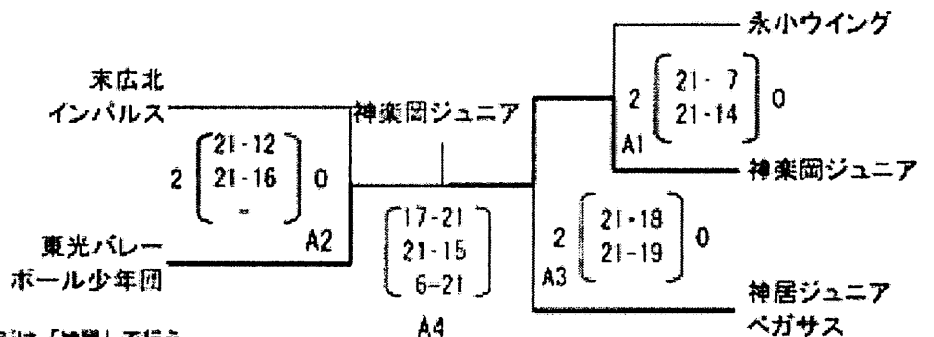 永小ウイング
末広北
インパルス
神楽岡ジュニア
2 21- 7 0
21-14
A1
神楽岡ジュニア
21-12
2 21-16 0
-
A2
17-21
21-15
6-21
A4
2 21-18 0
21-19
A3
東光バレー
ボール少年団
神居ジュニア
ペガサス